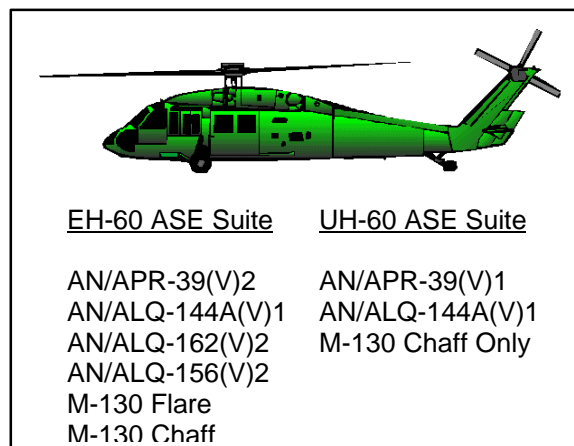 EH-60 ASE Suite
AN/APR-39(V)2
AN/ALQ-144A(V)1
AN/ALQ-162(V)2
AN/ALQ-156(V)2
M-130 Flare
M-130 Chaff
UH-60 ASE Suite
AN/APR-39(V)1
AN/ALQ-144A(V)1
M-130 Chaff Only